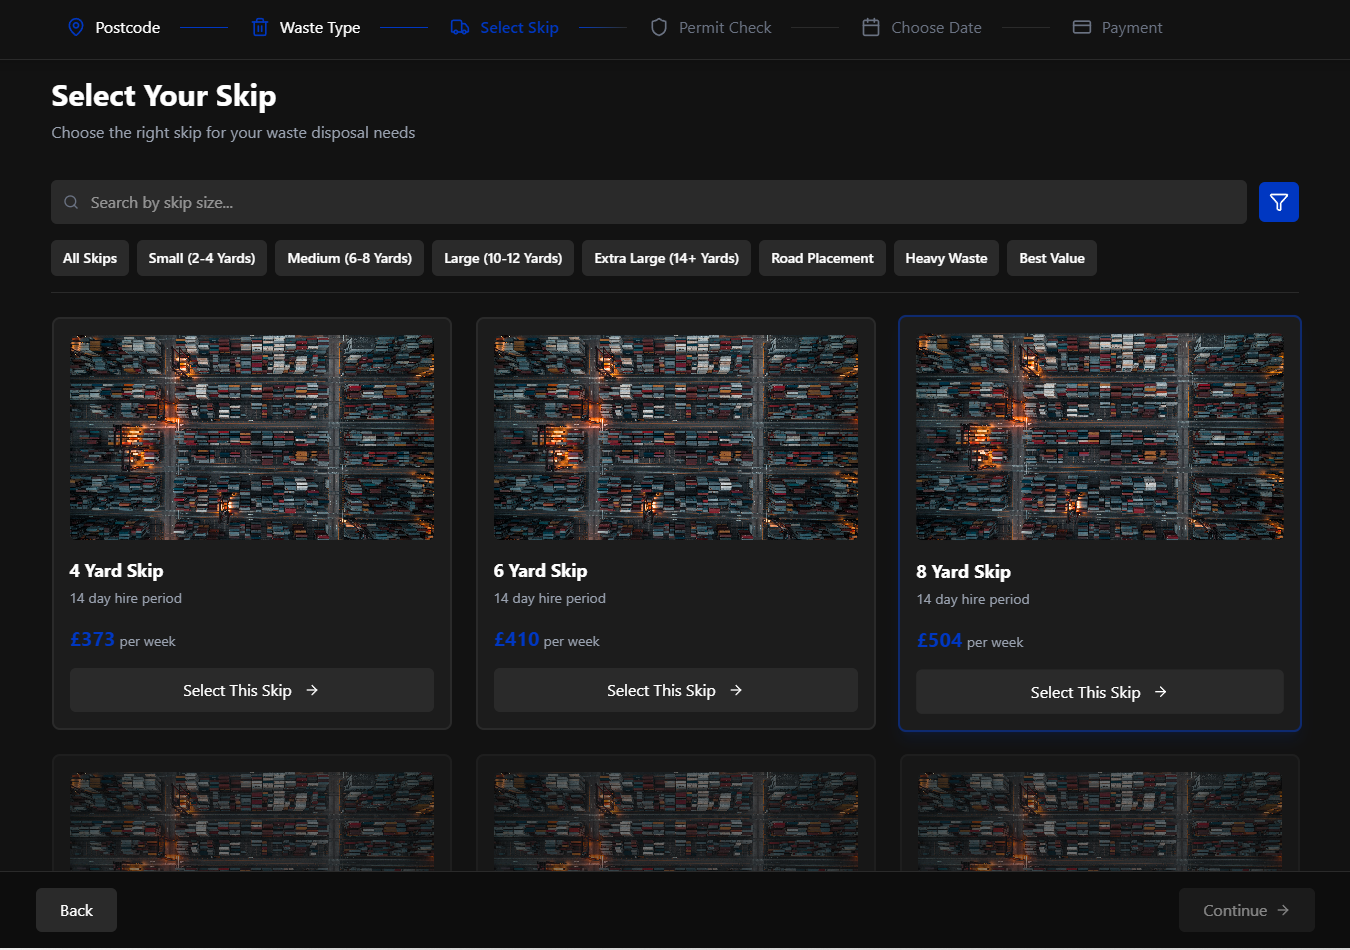 Postcode Waste Type Select Skip Permit Check Choose Date Payment
Select Your Skip
Choose the right skip for your waste disposal needs
Search by skip size...
All Skips Small (2-4 Yards) Medium (6-8 Yards) Large (10-12 Yards) Extra Large (14+ Yards) Road Placement Heavy Waste Best Value
4 Yard Skip
14 day hire period
£373 per week
Select This Skip →
6 Yard Skip
14 day hire period
£410 per week
Select This Skip →
8 Yard Skip
14 day hire period
£504 per week
Select This Skip →
Back
Continue →